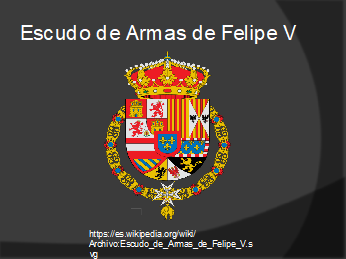 Escudo de Armas de Felipe V
https://es.wikipedia.org/wiki/
Archivo:Escudo_de_Armas_de_Felipe_V.s
vg